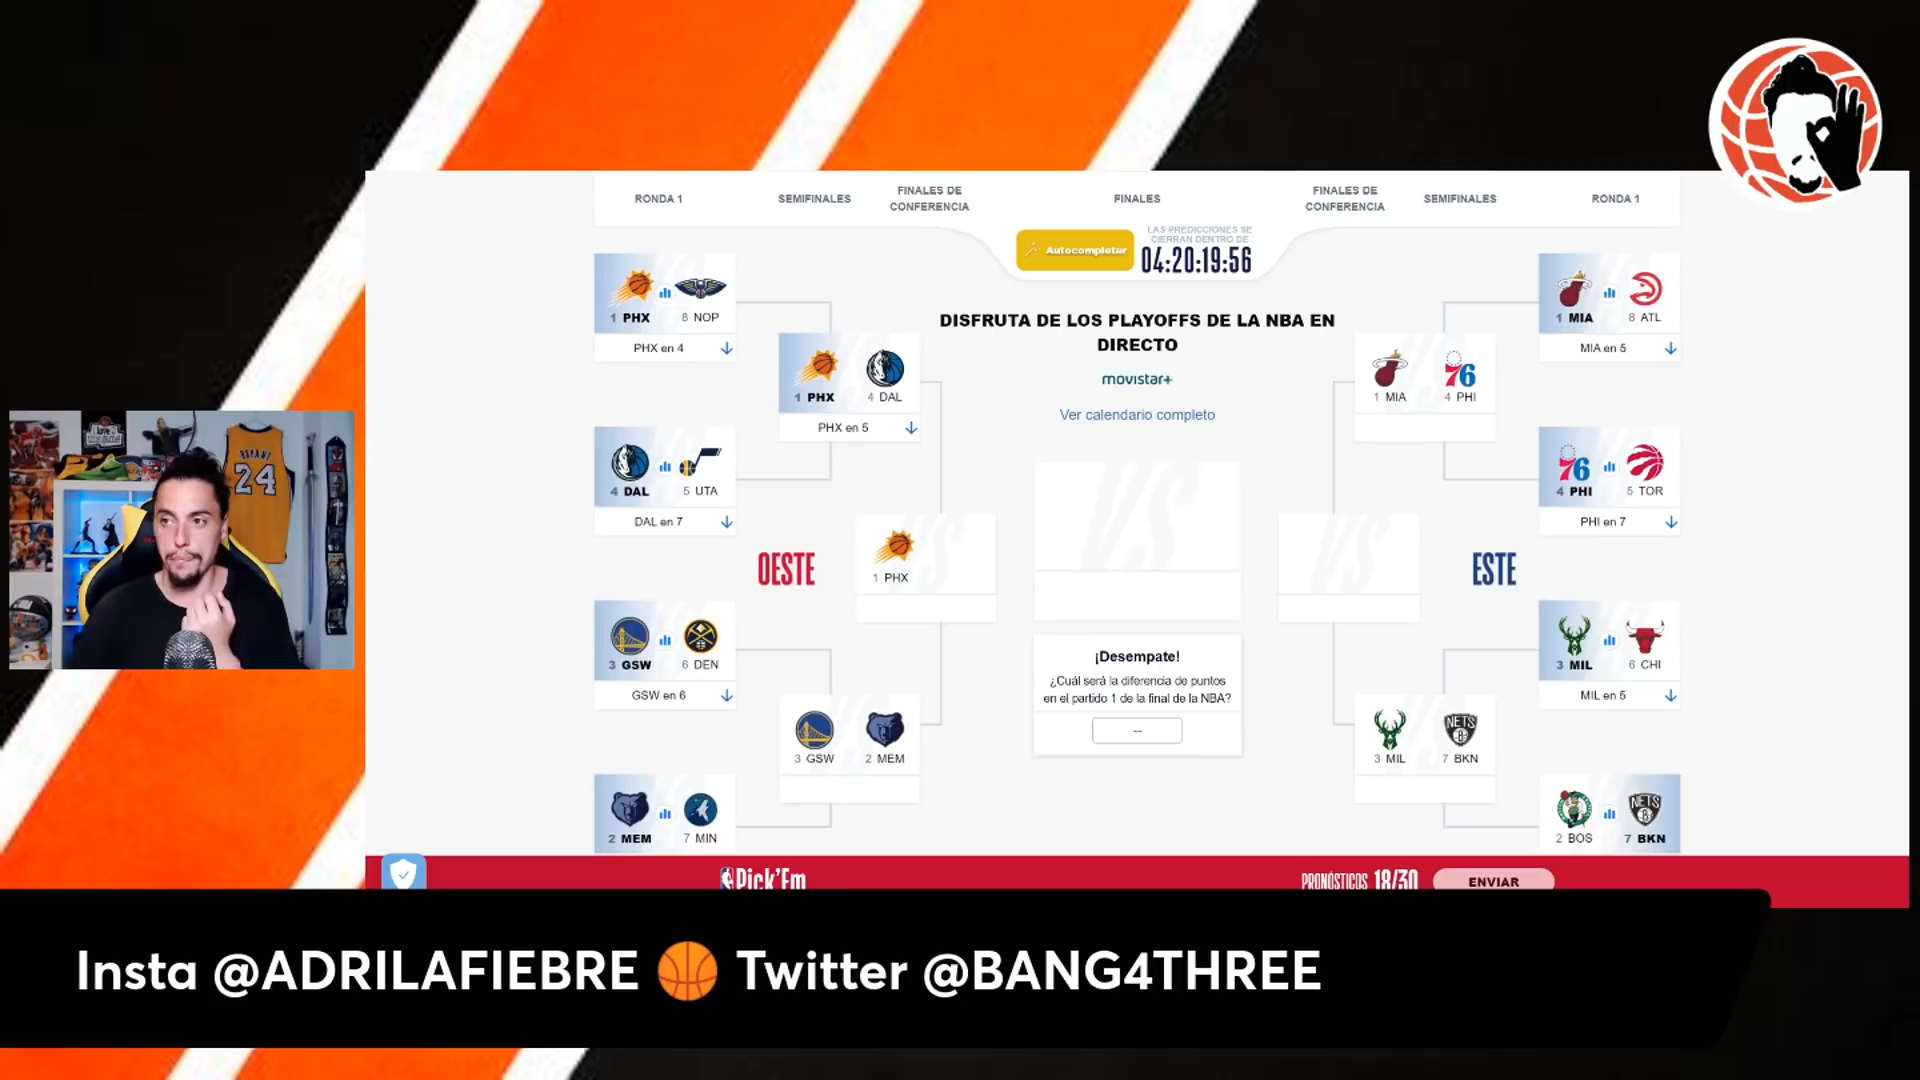 RONDA 1
SEMIFINALES
FINALES DE
CONFERENCIA
FINALES
FINALES DE
CONFERENCIA
SEMIFINALES
RONDA 1
Autocompletar
LAS PREDICCIONES SE
CIERRAN DENTRO DE
04:20:19:56
1 PHX 8 NOP
PHX en 4
4 DAL 5 UTA
DAL en 7
3 GSW 6 DEN
GSW en 6
2 MEM 7 MIN
1 PHX 4 DAL
PHX en 5
3 GSW 2 MEM
OESTE
1 PHX
DISFRUTA DE LOS PLAYOFFS DE LA NBA EN
DIRECTO
movistar+
Ver calendario completo
VS
VS
VS
¡Desempate!
¿Cuál será la diferencia de puntos
en el partido 1 de la final de la NBA?
--
ESTE
1 MIA 4 PHI
3 MIL 7 BKN
1 MIA 8 ATL
MIA en 5
4 PHI 5 TOR
PHI en 7
3 MIL 6 CHI
MIL en 5
2 BOS 7 BKN
BRYANT
24
Pick'Em
PRONÓSTICOS 18/30
ENVIAR
Insta @ADRILAFIEBRE 🏀 Twitter @BANG4THREE